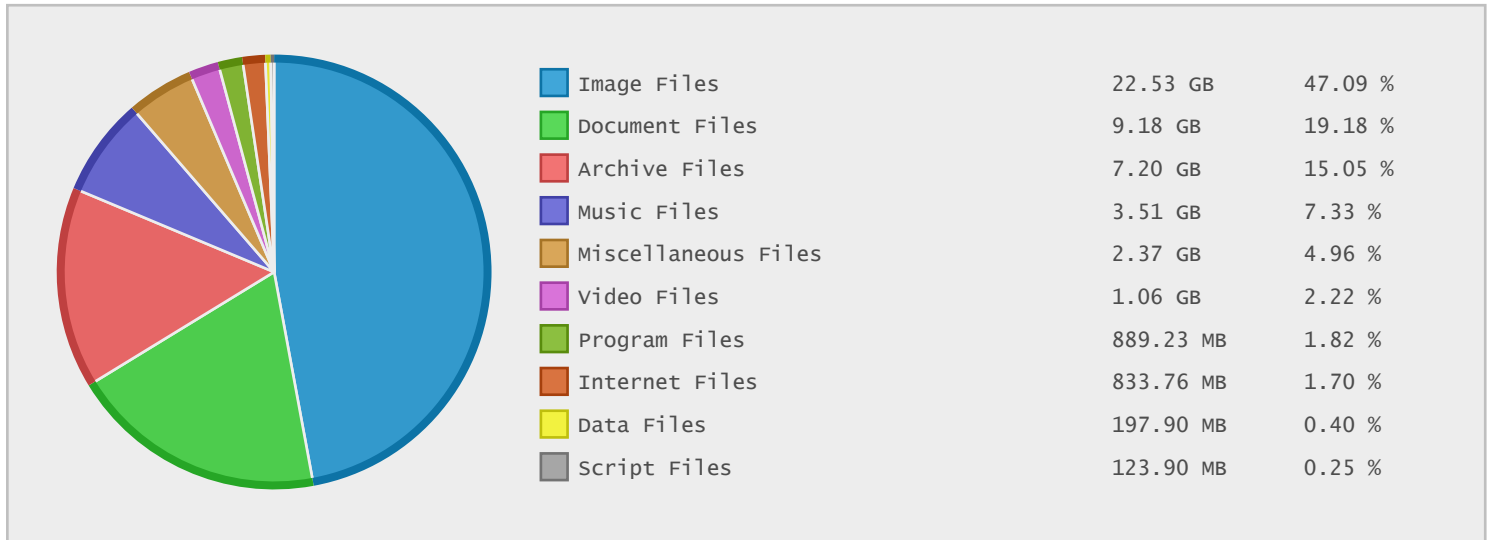 Image Files 22.53 GB 47.09 %
Document Files 9.18 GB 19.18 %
Archive Files 7.20 GB 15.05 %
Music Files 3.51 GB 7.33 %
Miscellaneous Files 2.37 GB 4.96 %
Video Files 1.06 GB 2.22 %
Program Files 889.23 MB 1.82 %
Internet Files 833.76 MB 1.70 %
Data Files 197.90 MB 0.40 %
Script Files 123.90 MB 0.25 %